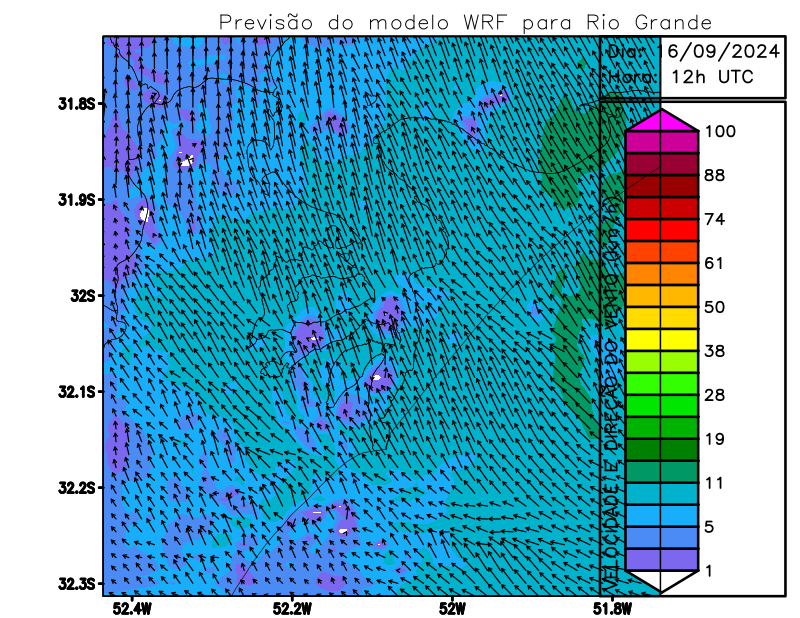 Previsão do modelo WRF para Rio Grande
Dia: 16/09/2024
Hora: 12h UTC
31.8S
31.9S
32S
32.1S
32.2S
32.3S
52.4W
52.2W
52W
51.8W
VELOCIDADE E DIREÇÃO DO VENTO (km/h)
100
88
74
61
50
38
28
19
11
5
1